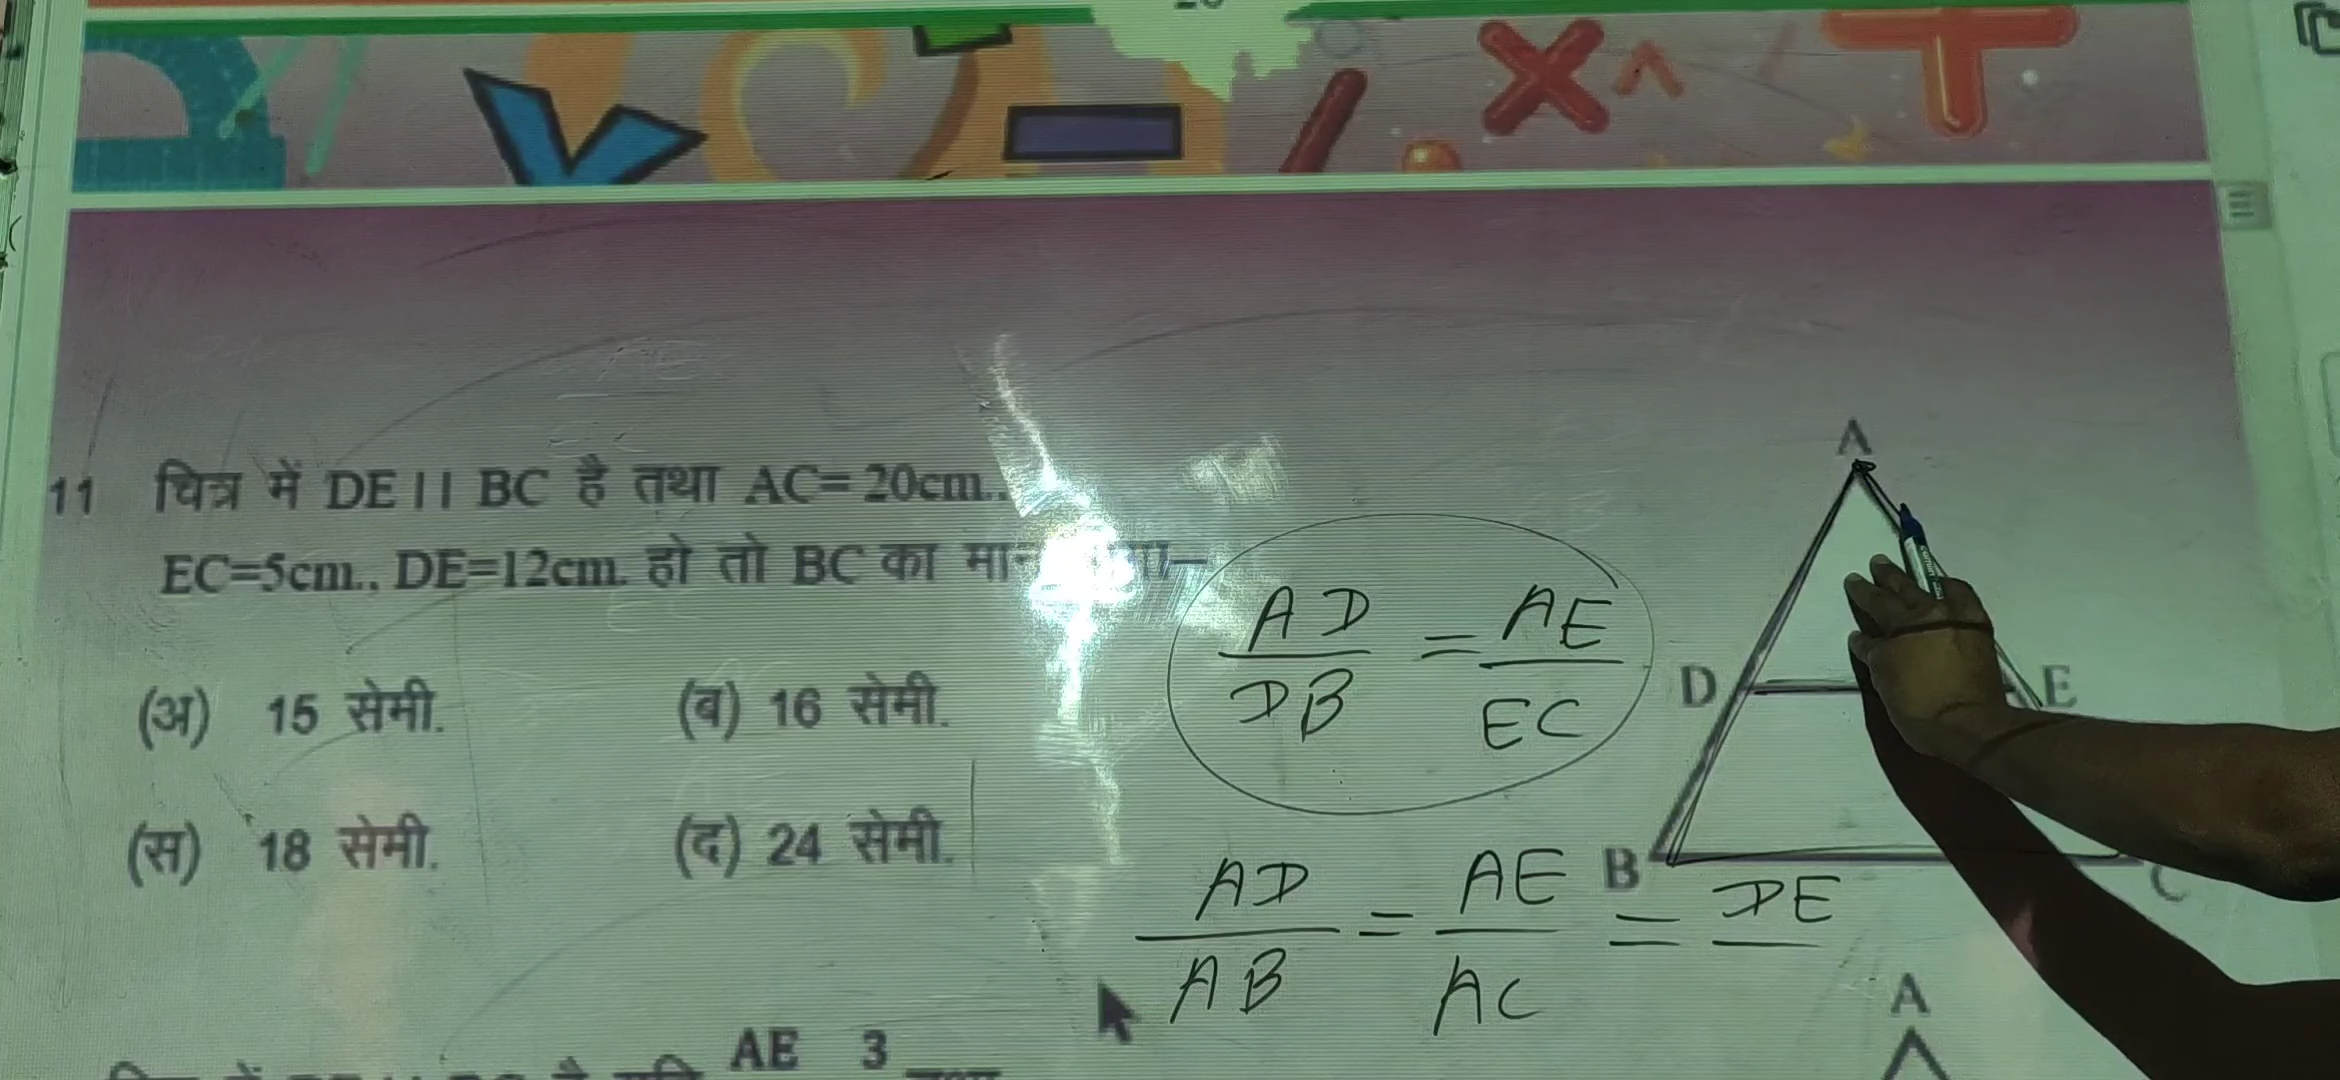 11 चित्र में DE || BC है तथा AC= 20cm..
EC=5cm., DE=12cm. हो तो BC का
(अ) 15 सेमी. (ब) 16 सेमी.
(स) 18 सेमी. (द) 24 सेमी.
AD/DB = AE/EC
AD/AB = AE/AC = DE
A
D
E
B
C
A
AE 3